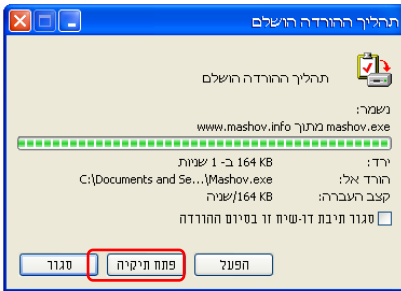 תהליך ההורדה הושלם
תהליך ההורדה הושלם
נשמר:
mashov.exe מתוך www.mashov.info
ירד: 164 KB ב- 1 שניות
הורד אל: C:\Documents and Se...\Mashov.exe
קצב העברה: 164 KB/שניה
סגור תיבת דו-שיח זו בסיום ההורדה
הפעל
פתח תיקיה
סגור